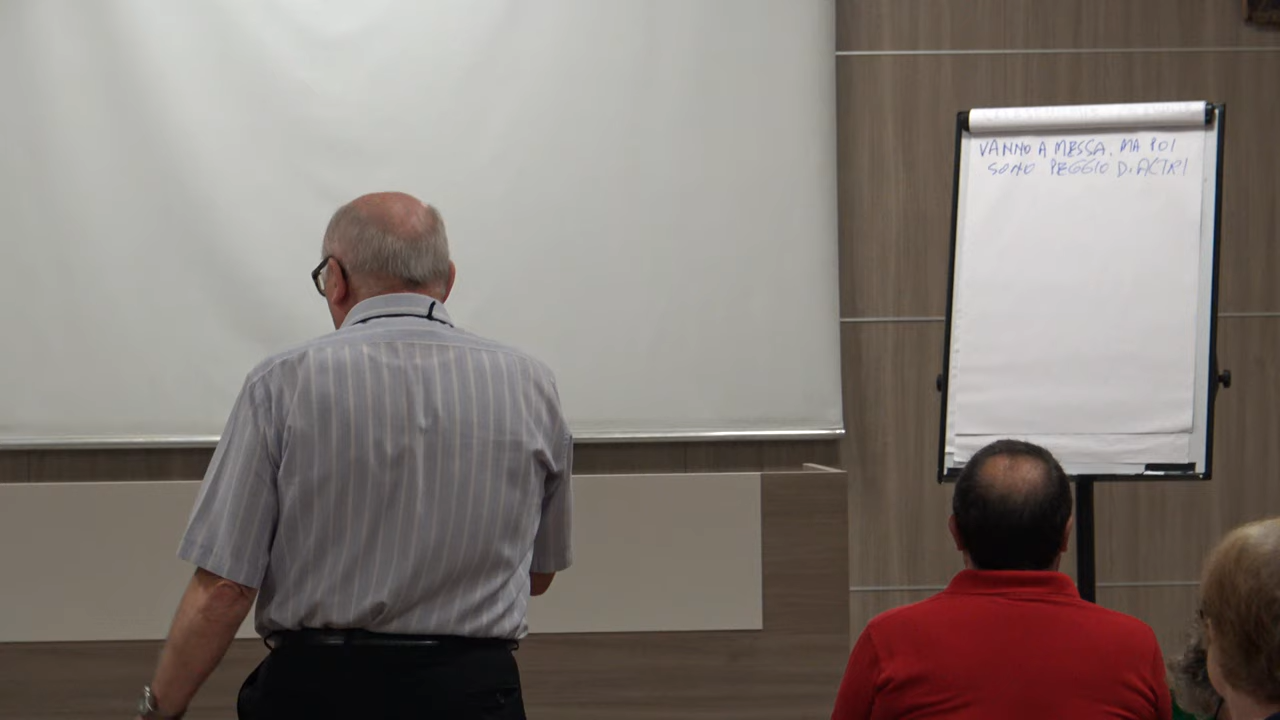 VANNO A MESSA. MA POI
SONO PEGGIO D. ALTRI